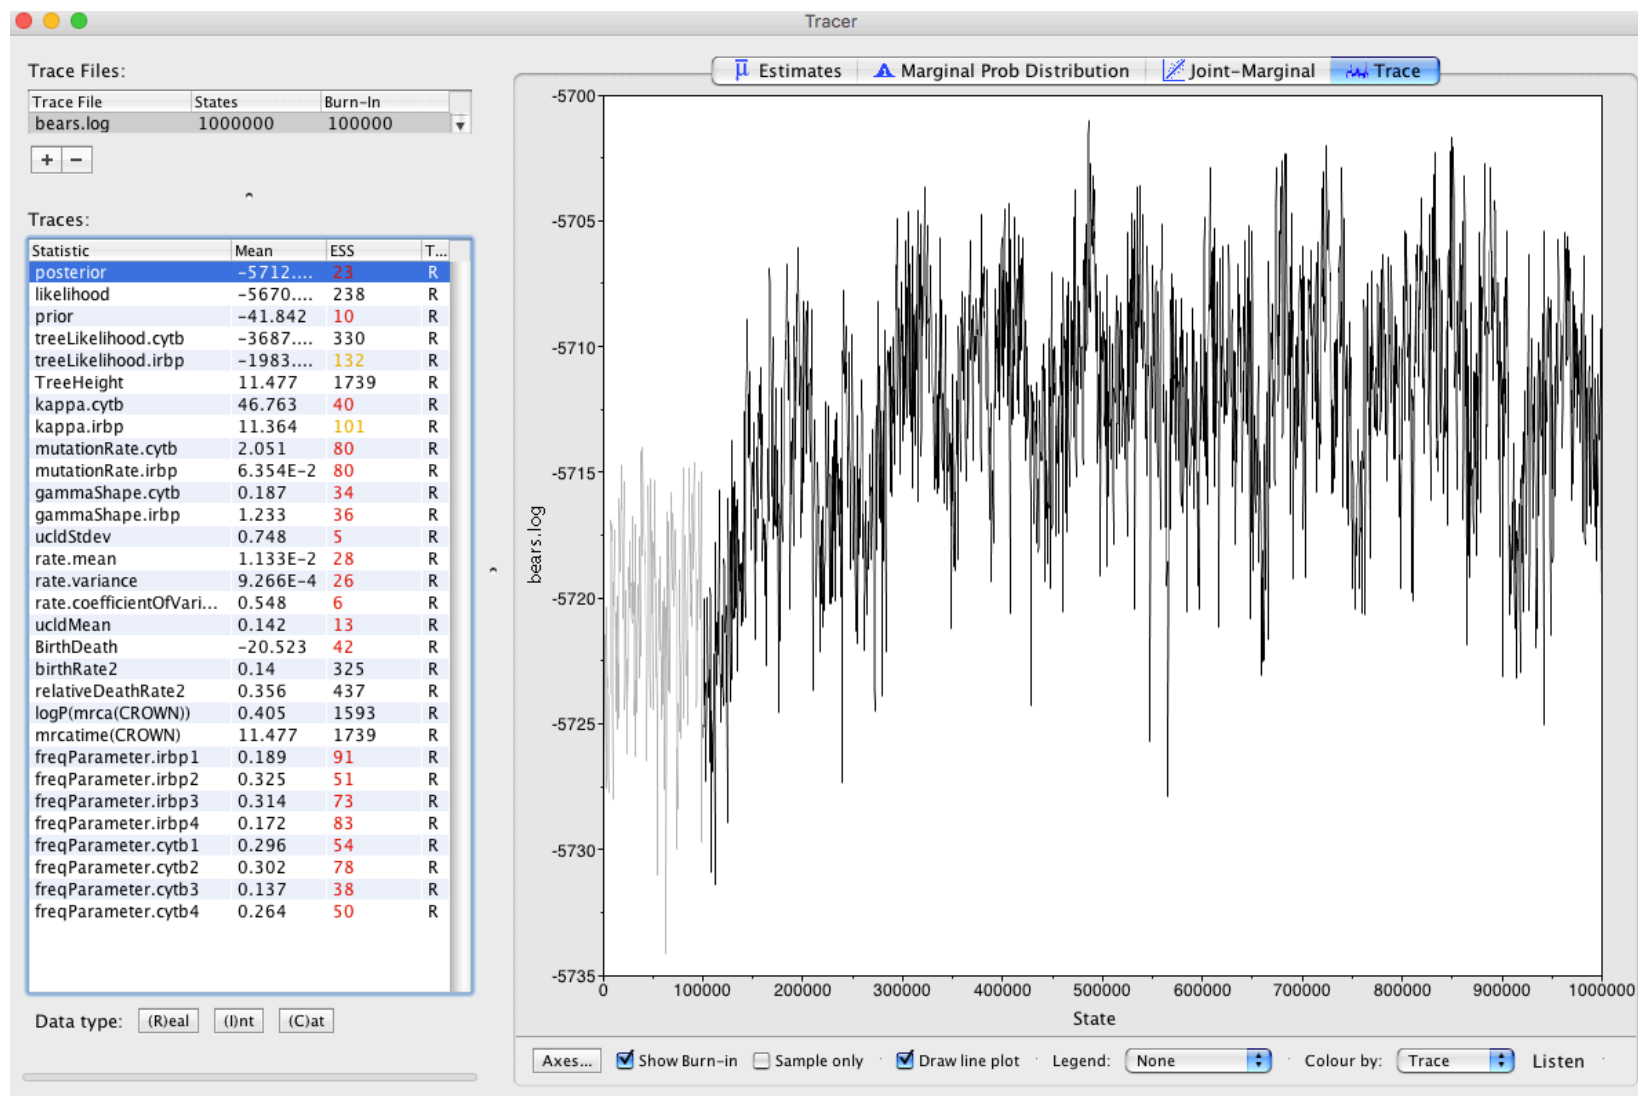 Tracer
Trace Files:
Trace File States Burn-In
bears.log 1000000 100000
+ −
Traces:
Statistic Mean ESS T...
posterior -5712.... 23 R
likelihood -5670.... 238 R
prior -41.842 10 R
treeLikelihood.cytb -3687.... 330 R
treeLikelihood.irbp -1983.... 132 R
TreeHeight 11.477 1739 R
kappa.cytb 46.763 40 R
kappa.irbp 11.364 101 R
mutationRate.cytb 2.051 80 R
mutationRate.irbp 6.354E-2 80 R
gammaShape.cytb 0.187 34 R
gammaShape.irbp 1.233 36 R
ucldStdev 0.748 5 R
rate.mean 1.133E-2 28 R
rate.variance 9.266E-4 26 R
rate.coefficientOfVari... 0.548 6 R
ucldMean 0.142 13 R
BirthDeath -20.523 42 R
birthRate2 0.14 325 R
relativeDeathRate2 0.356 437 R
logP(mrca(CROWN)) 0.405 1593 R
mrcatime(CROWN) 11.477 1739 R
freqParameter.irbp1 0.189 91 R
freqParameter.irbp2 0.325 51 R
freqParameter.irbp3 0.314 73 R
freqParameter.irbp4 0.172 83 R
freqParameter.cytb1 0.296 54 R
freqParameter.cytb2 0.302 78 R
freqParameter.cytb3 0.137 38 R
freqParameter.cytb4 0.264 50 R
Data type: (R)eal (I)nt (C)at
μ Estimates Marginal Prob Distribution Joint-Marginal Trace
-5700
-5705
-5710
-5715
-5720
-5725
-5730
-5735
bears.log
0 100000 200000 300000 400000 500000 600000 700000 800000 900000 1000000
State
Axes... Show Burn-in Sample only Draw line plot Legend: None Colour by: Trace Listen